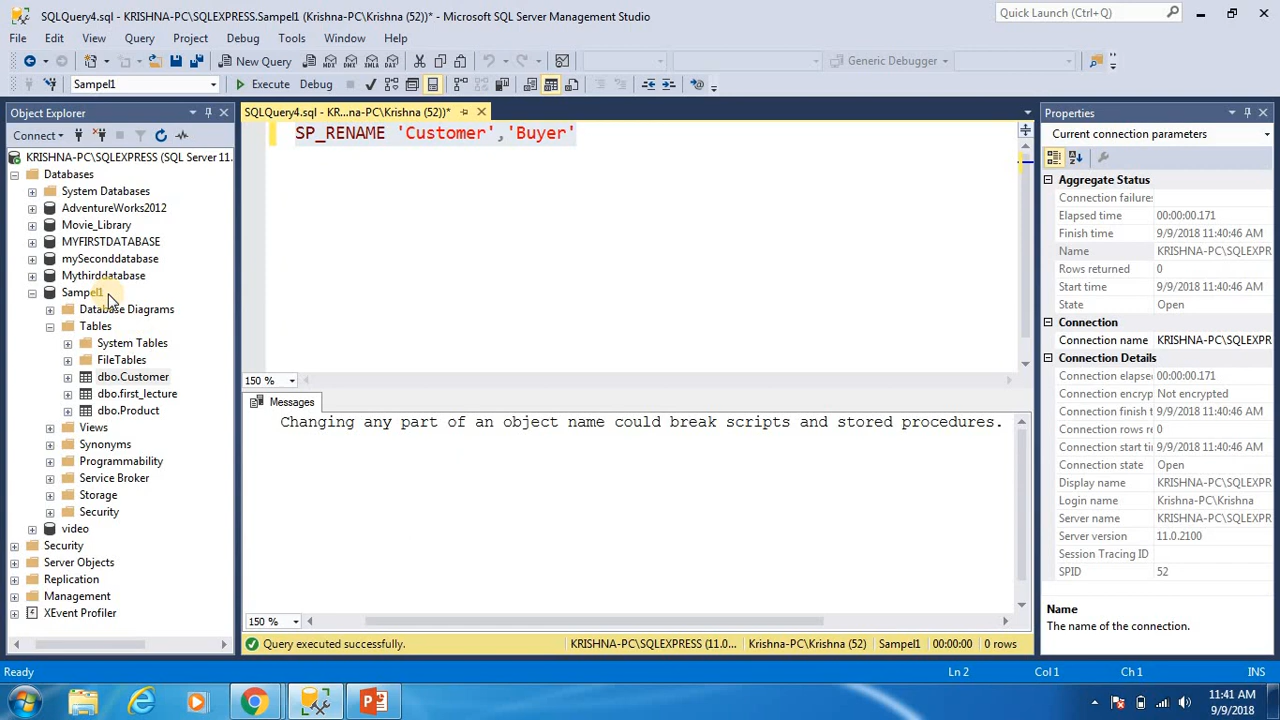 SQLQuery4.sql - KRISHNA-PC\SQLEXPRESS.Sampel1 (Krishna-PC\Krishna (52))* - Microsoft SQL Server Management Studio
Quick Launch (Ctrl+Q)
File Edit View Query Project Debug Tools Window Help
New Query
MDX DMX XMLA DAX
Generic Debugger
Sampel1
Execute Debug
Object Explorer
Connect
KRISHNA-PC\SQLEXPRESS (SQL Server 11.
Databases
System Databases
AdventureWorks2012
Movie_Library
MYFIRSTDATABASE
mySeconddatabase
Mythirddatabase
Sampel1
Database Diagrams
Tables
System Tables
FileTables
dbo.Customer
dbo.first_lecture
dbo.Product
Views
Synonyms
Programmability
Service Broker
Storage
Security
video
Security
Server Objects
Replication
Management
XEvent Profiler
SQLQuery4.sql - KR...na-PC\Krishna (52))*
SP_RENAME 'Customer','Buyer'
150 %
Messages
Changing any part of an object name could break scripts and stored procedures.
150 %
Query executed successfully.
KRISHNA-PC\SQLEXPRESS (11.0... Krishna-PC\Krishna (52) Sampel1 00:00:00 0 rows
Properties
Current connection parameters
Aggregate Status
Connection failures
Elapsed time 00:00:00.171
Finish time 9/9/2018 11:40:46 AM
Name KRISHNA-PC\SQLEXPR
Rows returned 0
Start time 9/9/2018 11:40:46 AM
State Open
Connection
Connection name KRISHNA-PC\SQLEXPR
Connection Details
Connection elapse 00:00:00.171
Connection encryp Not encrypted
Connection finish t 9/9/2018 11:40:46 AM
Connection rows re 0
Connection start ti 9/9/2018 11:40:46 AM
Connection state Open
Display name KRISHNA-PC\SQLEXPR
Login name Krishna-PC\Krishna
Server name KRISHNA-PC\SQLEXPR
Server version 11.0.2100
Session Tracing ID
SPID 52
Name
The name of the connection.
Ready Ln 2 Col 1 Ch 1 INS
11:41 AM
9/9/2018